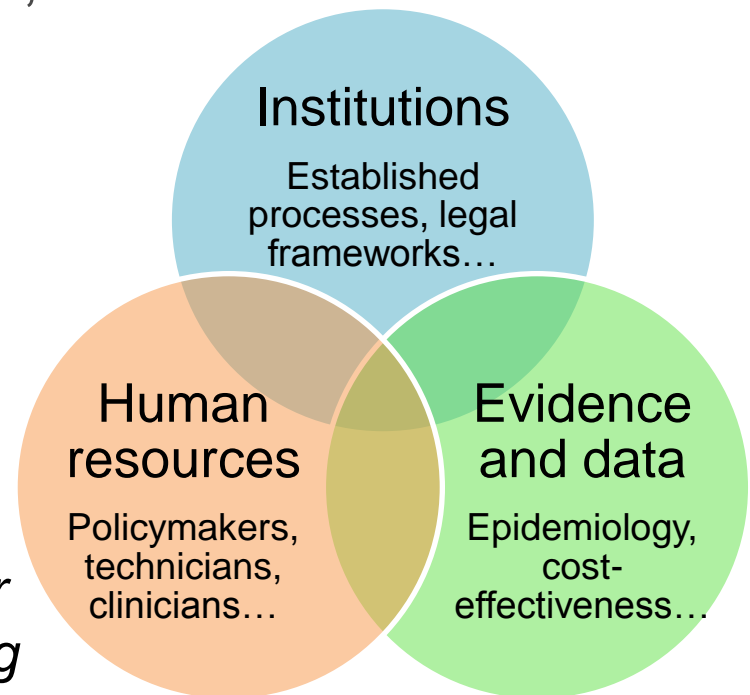 ,
Institutions
Established
processes, legal
frameworks…
Human
resources
Policymakers,
technicians,
clinicians…
Evidence
and data
Epidemiology,
cost-
effectiveness…
r
g